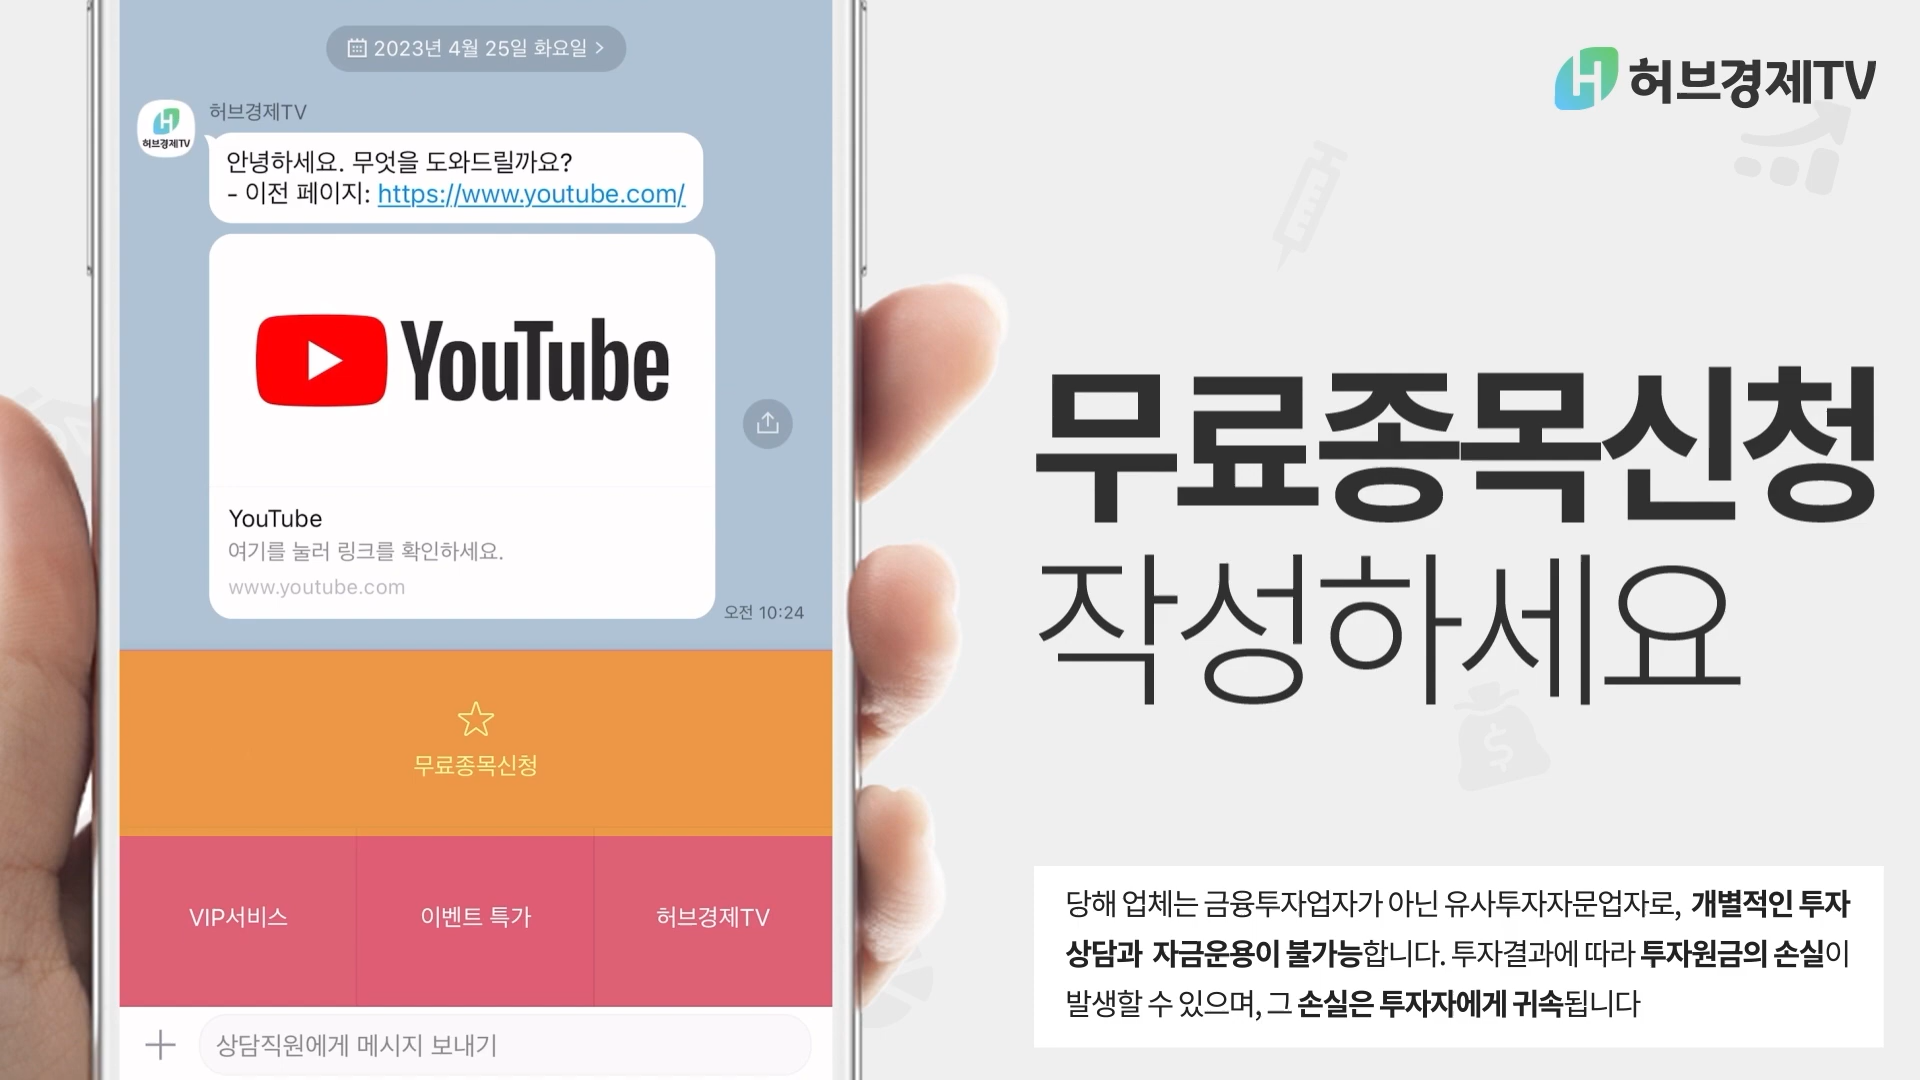 2023년 4월 25일 화요일 >
허브경제TV
허브경제TV
안녕하세요. 무엇을 도와드릴까요?
- 이전 페이지: https://www.youtube.com/
YouTube
YouTube
여기를 눌러 링크를 확인하세요.
www.youtube.com
오전 10:24
무료종목신청
VIP서비스
이벤트 특가
허브경제TV
상담직원에게 메시지 보내기
허브경제TV
무료종목신청
작성하세요
당해 업체는 금융투자업자가 아닌 유사투자자문업자로, 개별적인 투자
상담과 자금운용이 불가능합니다. 투자결과에 따라 투자원금의 손실이
발생할 수 있으며, 그 손실은 투자자에게 귀속됩니다